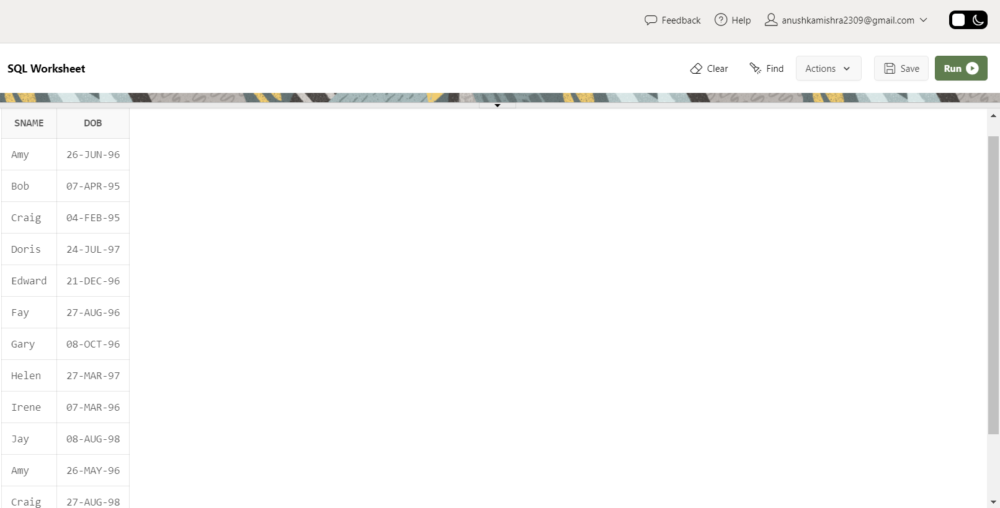 Feedback Help anushkamishra2309@gmail.com
SQL Worksheet Clear Find Actions Save Run
SNAME DOB
Amy 26-JUN-96
Bob 07-APR-95
Craig 04-FEB-95
Doris 24-JUL-97
Edward 21-DEC-96
Fay 27-AUG-96
Gary 08-OCT-96
Helen 27-MAR-97
Irene 07-MAR-96
Jay 08-AUG-98
Amy 26-MAY-96
Craig 27-AUG-98